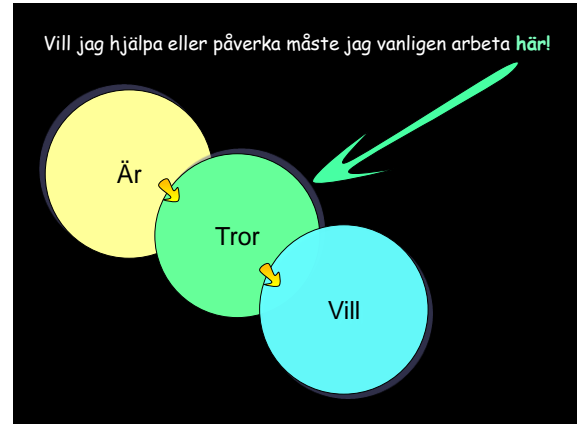 Vill jag hjälpa eller påverka måste jag vanligen arbeta här!
Är
Tror
Vill